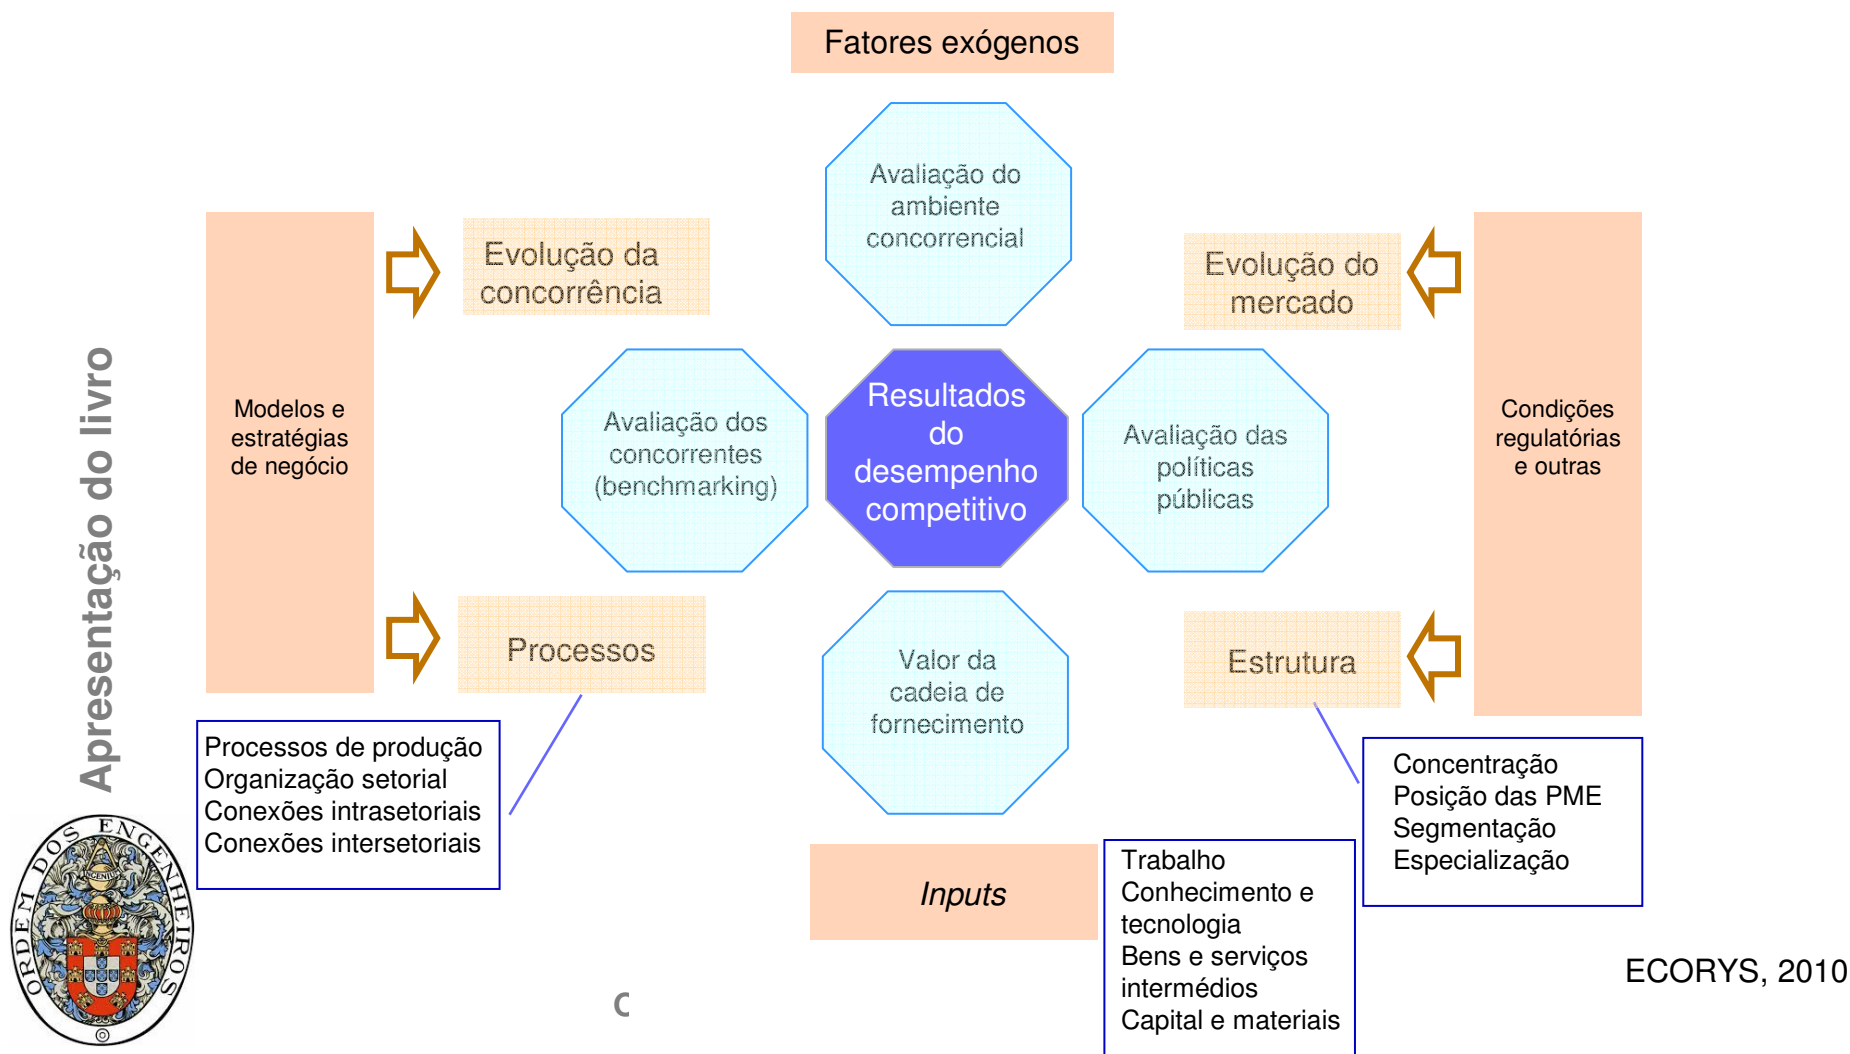 Fatores exógenos
Avaliação do
ambiente
concorrencial
Evolução da
concorrência
Evolução do
mercado
Modelos e
estratégias
de negócio
Avaliação dos
concorrentes
(benchmarking)
Resultados
do
desempenho
competitivo
Avaliação das
políticas
públicas
Condições
regulatórias
e outras
Processos
Valor da
cadeia de
fornecimento
Estrutura
Processos de produção
Organização setorial
Conexões intrasetoriais
Conexões intersetoriais
Concentração
Posição das PME
Segmentação
Especialização
Inputs
Trabalho
Conhecimento e
tecnologia
Bens e serviços
intermédios
Capital e materiais
ECORYS, 2010
Apresentação do livro
ORDEM DOS ENGENHEIROS